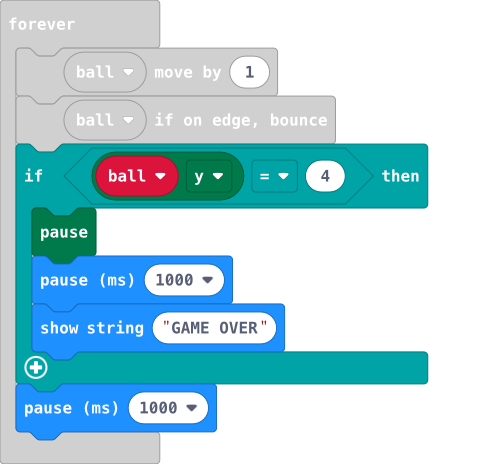 forever
ball move by 1
ball if on edge, bounce
if ball y = 4 then
pause
pause (ms) 1000
show string "GAME OVER"
pause (ms) 1000